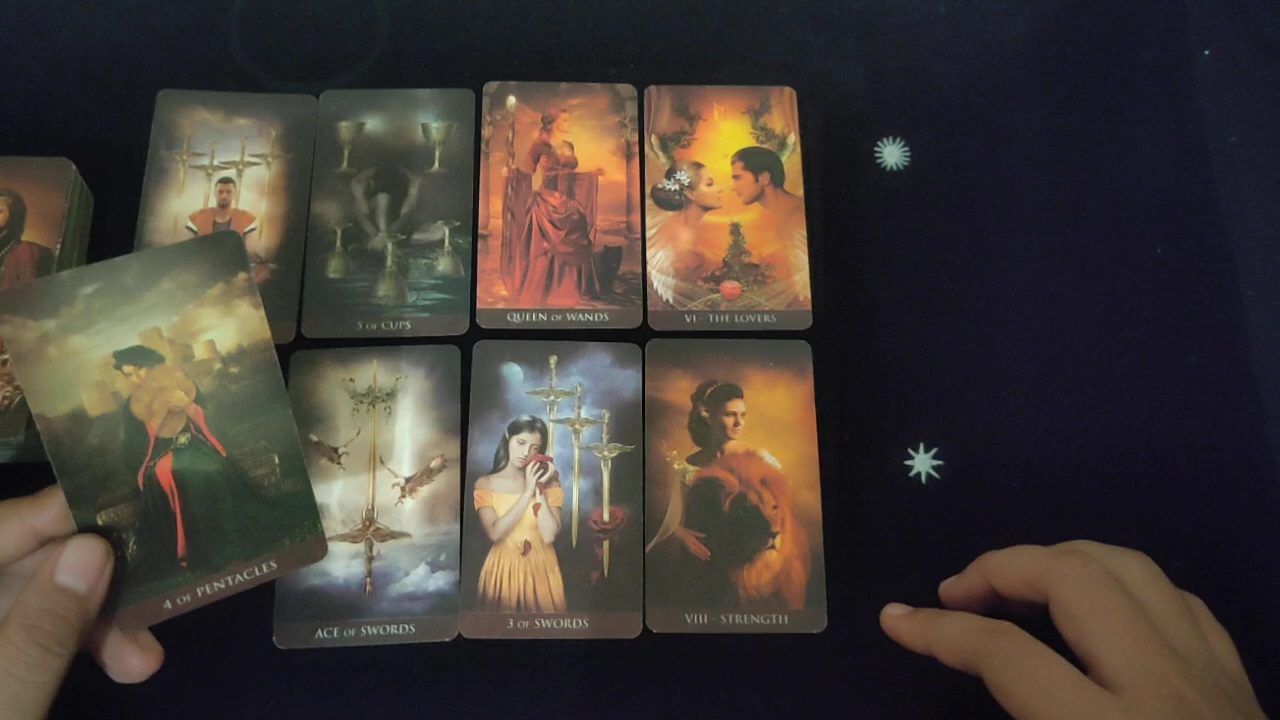 5 OF CUPS
QUEEN OF WANDS
VI - THE LOVERS
4 OF PENTACLES
ACE OF SWORDS
3 OF SWORDS
VIII - STRENGTH